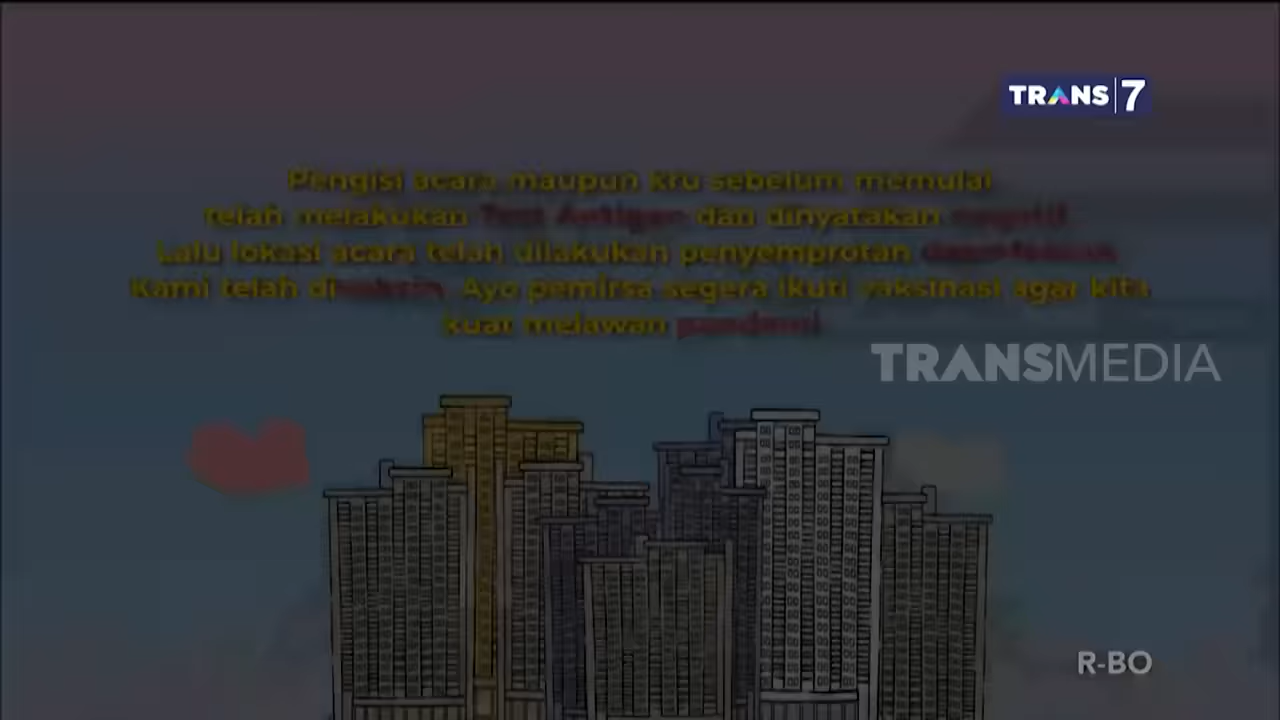 TRANS 7
Pengisi acara maupun kru sebelum memulai
telah melakukan Test Antigen dan dinyatakan negatif.
Lalu lokasi acara telah dilakukan penyemprotan
Kami telah divaksin. Ayo pemirsa segera ikuti vaksinasi agar kita
kuat melawan pandemi
TRANSMEDIA
R-BO